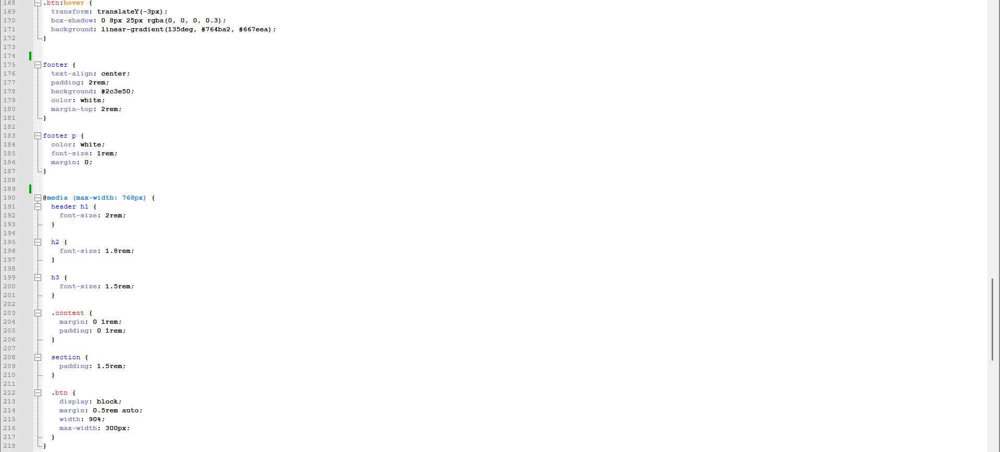 168 .btn:hover {
169   transform: translateY(-3px);
170   box-shadow: 0 8px 25px rgba(0, 0, 0, 0.3);
171   background: linear-gradient(135deg, #764ba2, #667eea);
172 }
173
174
175 footer {
176   text-align: center;
177   padding: 2rem;
178   background: #2c3e50;
179   color: white;
180   margin-top: 2rem;
181 }
182
183 footer p {
184   color: white;
185   font-size: 1rem;
186   margin: 0;
187 }
188
189
190 @media (max-width: 768px) {
191   header h1 {
192     font-size: 2rem;
193   }
194
195   h2 {
196     font-size: 1.8rem;
197   }
198
199   h3 {
200     font-size: 1.5rem;
201   }
202
203   .content {
204     margin: 0 1rem;
205     padding: 0 1rem;
206   }
207
208   section {
209     padding: 1.5rem;
210   }
211
212   .btn {
213     display: block;
214     margin: 0.5rem auto;
215     width: 90%;
216     max-width: 300px;
217   }
218 }